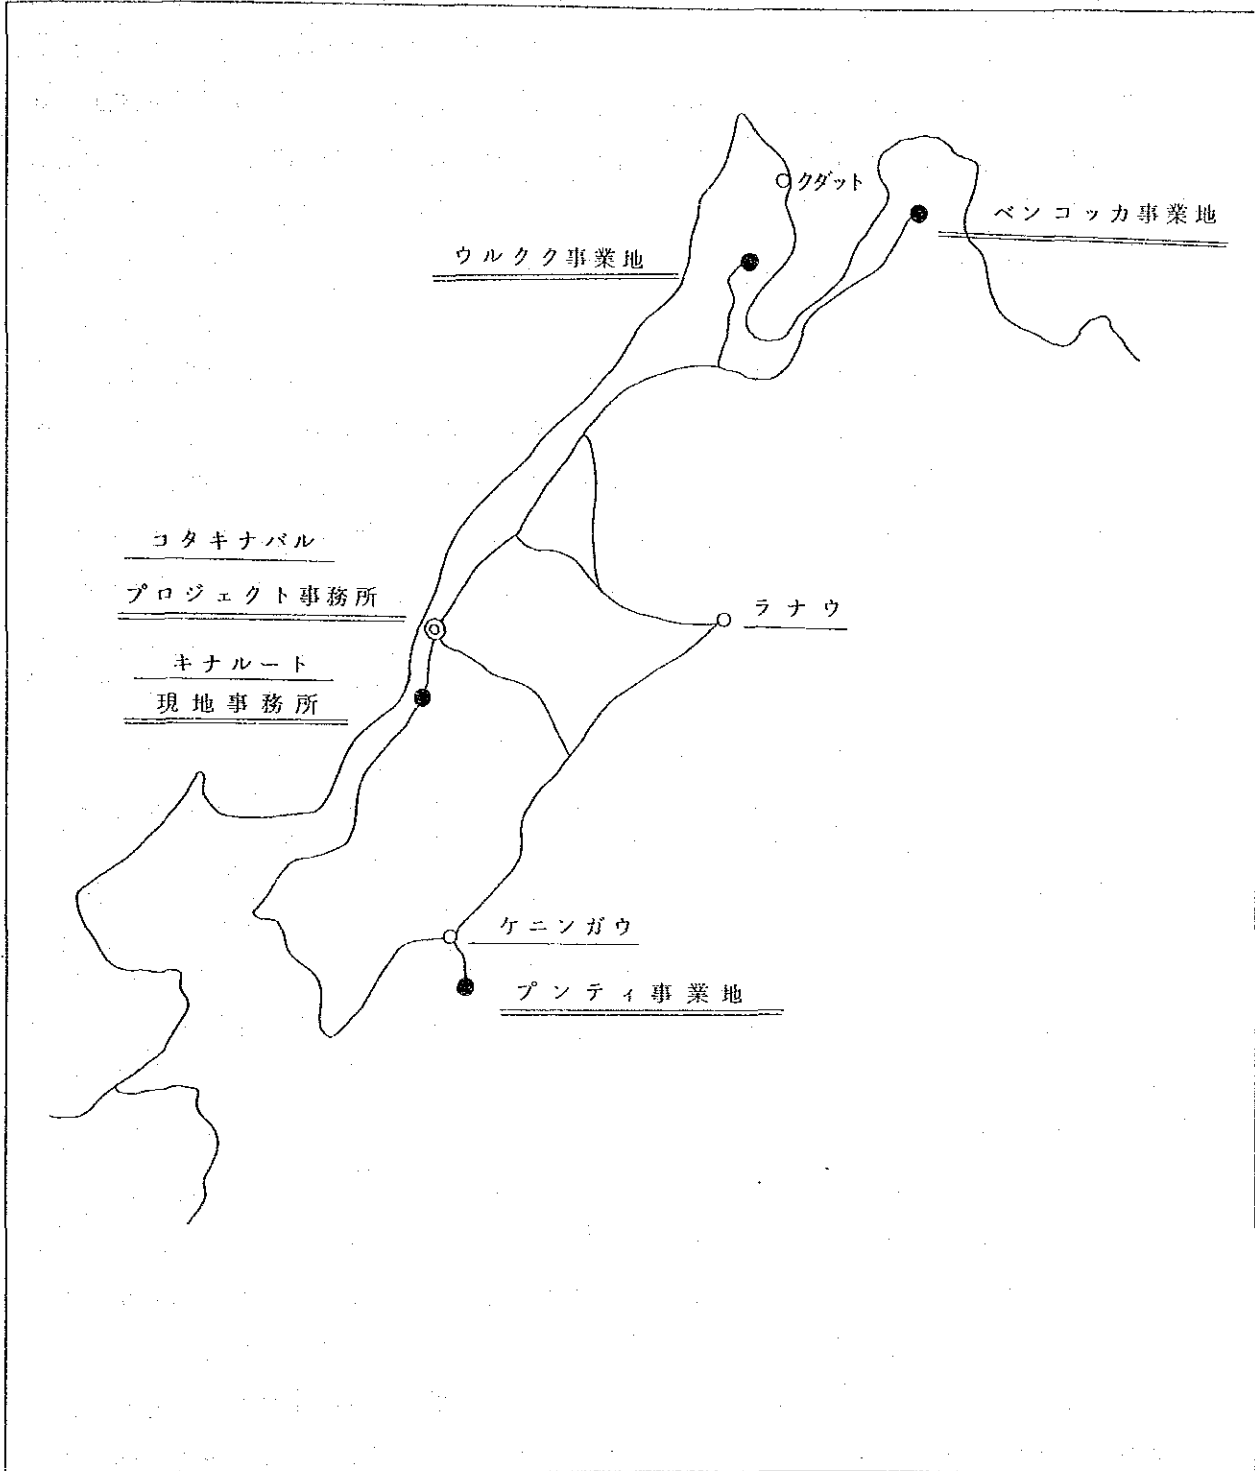 クダット
ベンコッカ事業地
ウルクク事業地
コタキナバル
プロジェクト事務所
ラナウ
キナルート
現地事務所
ケニンガウ
プンティ事業地